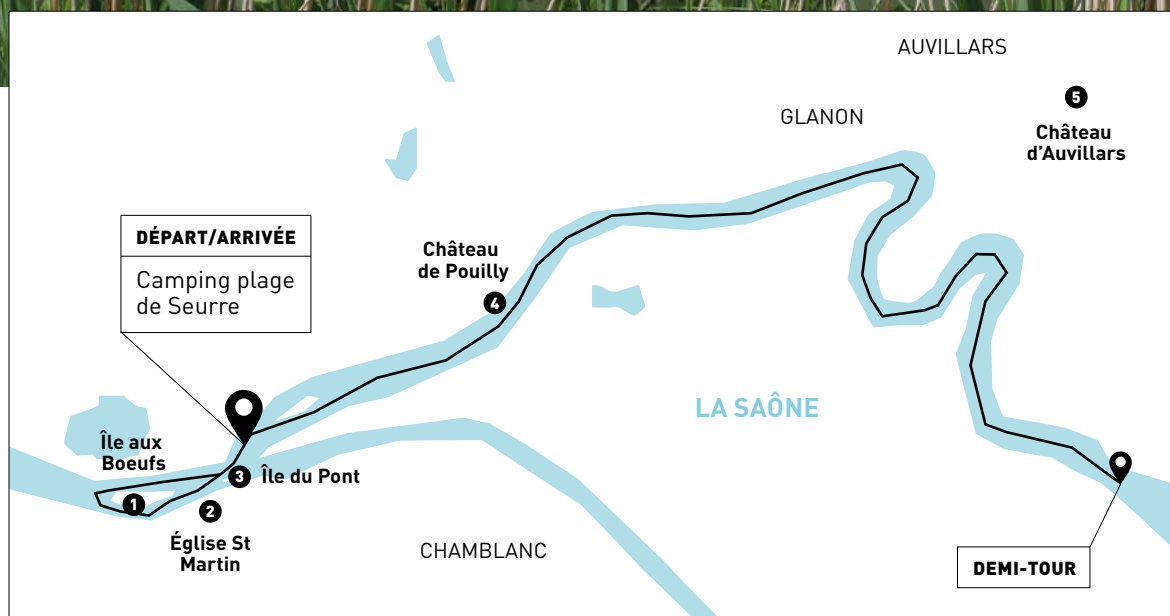 AUVILLARS
5
Château
d'Auvillars
GLANON
DÉPART/ARRIVÉE
Camping plage
de Seurre
Château
de Pouilly
4
LA SAÔNE
Île aux
Boeufs
1
3 Île du Pont
2
Église St
Martin
CHAMBLANC
DEMI-TOUR